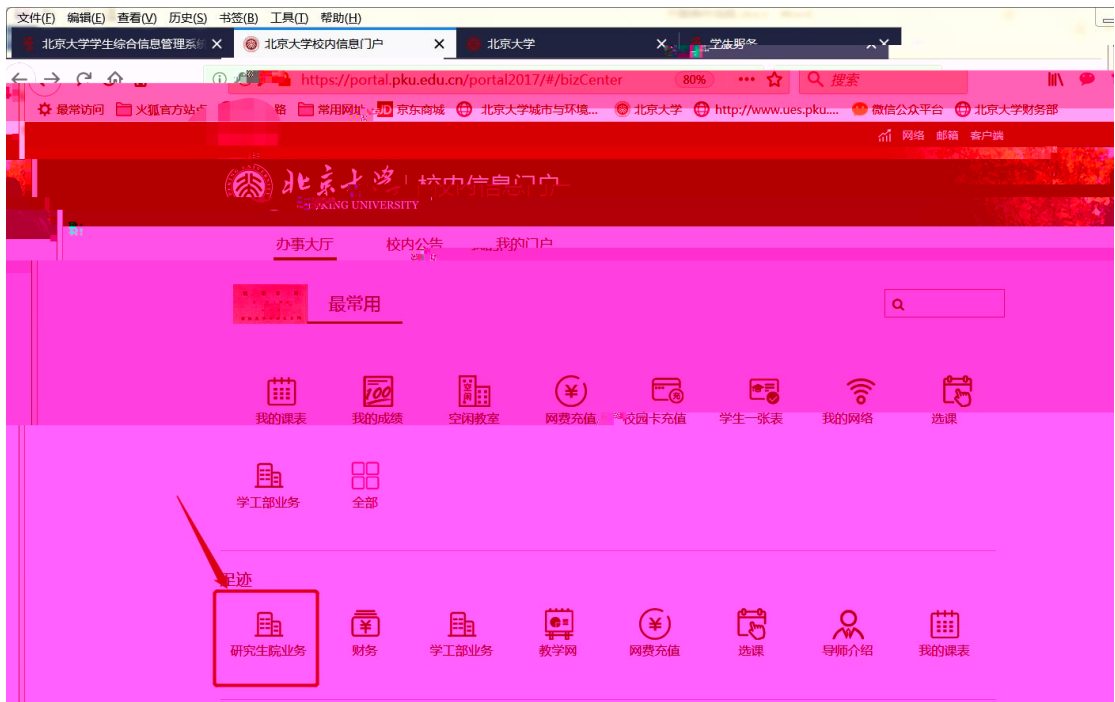 文件(F) 编辑(E) 查看(V) 历史(S) 书签(B) 工具(T) 帮助(H)
北京大学学生综合信息管理系统 北京大学校内信息门户 北京大学
https://portal.pku.edu.cn/portal2017/#/bizCenter 80% 搜索
最常访问 火狐官方站点 常用网址 京东商城 北京大学城市与环境... 北京大学 http://www.ues.pku.... 微信公众平台 北京大学财务部
网络 邮箱 客户端
北京大学 校内信息门户
UNIVERSITY
办事大厅 校内公告 我的门户
最常用
我的课表 我的成绩 空闲教室 网费充值 校园卡充值 学生一张表 我的网络 选课
学工部业务 全部
足迹
研究生院业务 财务 学工部业务 教学网 网费充值 选课 导师介绍 我的课表